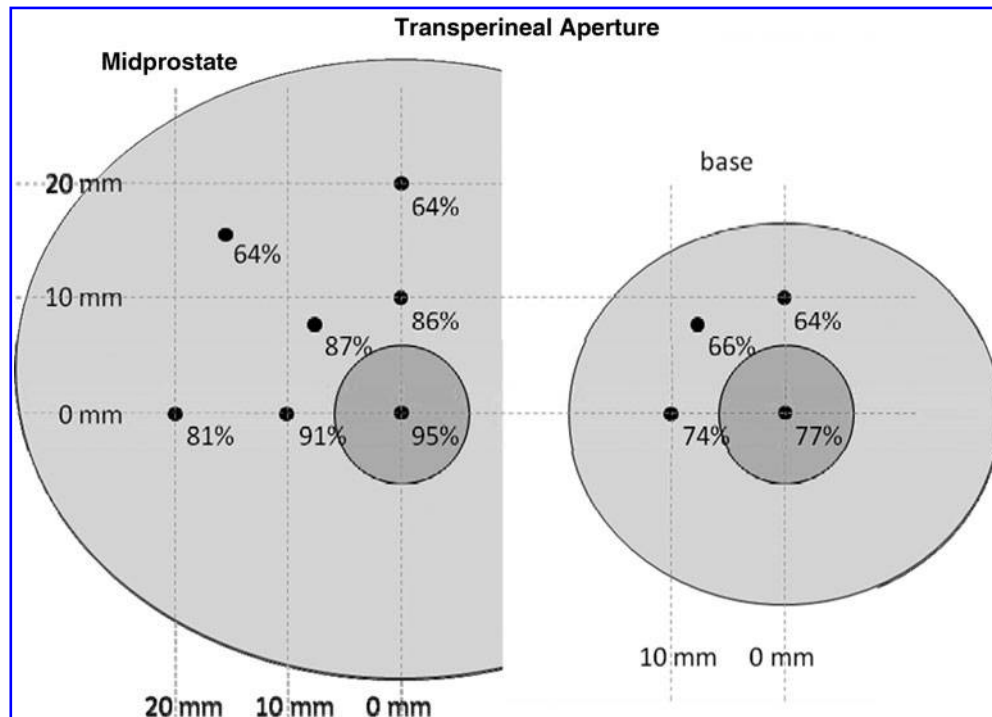 Transperineal Aperture
Midprostate
base
20 mm
64%
64%
10 mm
86%
87%
64%
66%
0 mm
81%
91%
95%
74%
77%
10 mm
0 mm
20 mm
10 mm
0 mm